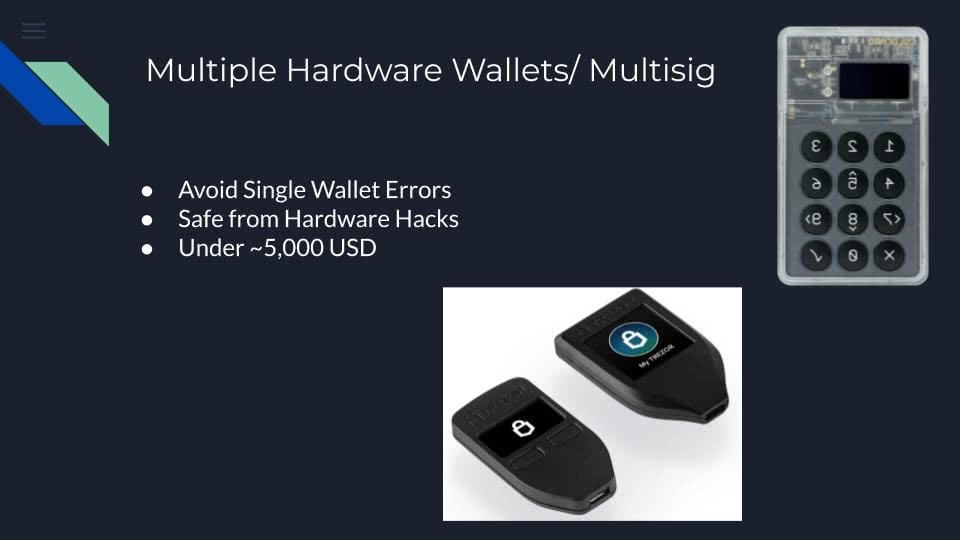 Multiple Hardware Wallets/ Multisig
COLDCARD
● Avoid Single Wallet Errors
● Safe from Hardware Hacks
● Under ~5,000 USD
3 2 1
6 5 4
9> 8 <7
✓ 0 ×
My TREZOR